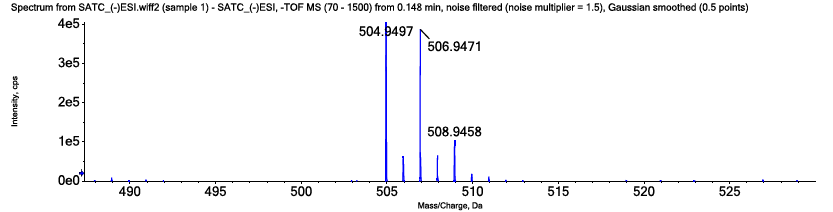 Spectrum from SATC_(-)ESI.wiff2 (sample 1) - SATC_(-)ESI, -TOF MS (70 - 1500) from 0.148 min, noise filtered (noise multiplier = 1.5), Gaussian smoothed (0.5 points)
4e5
504.9497
506.9471
3e5
Intensity, cps
2e5
508.9458
1e5
0e0
490 495 500 505 510 515 520 525
Mass/Charge, Da